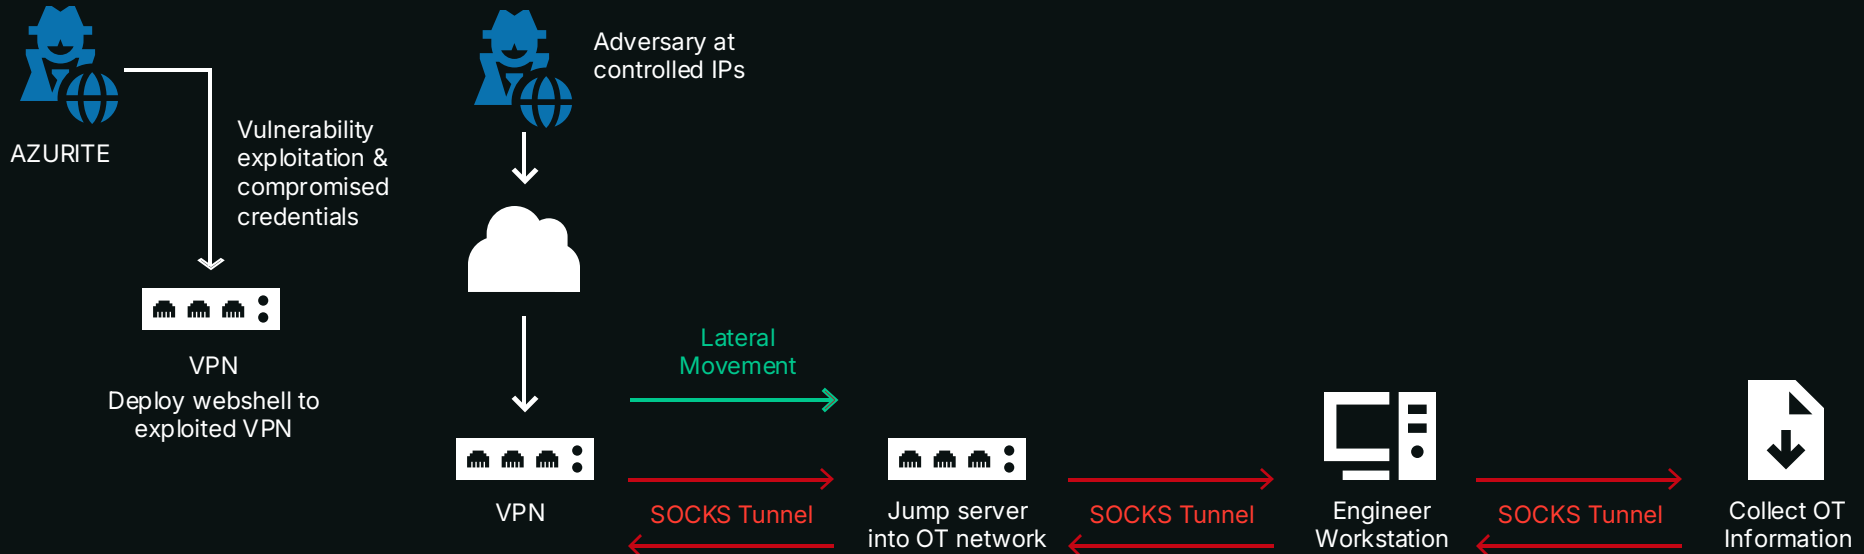 AZURITE
Vulnerability
exploitation &
compromised
credentials
VPN
Deploy webshell to
exploited VPN
Adversary at
controlled IPs
VPN
Lateral
Movement
SOCKS Tunnel
Jump server
into OT network
SOCKS Tunnel
Engineer
Workstation
SOCKS Tunnel
Collect OT
Information